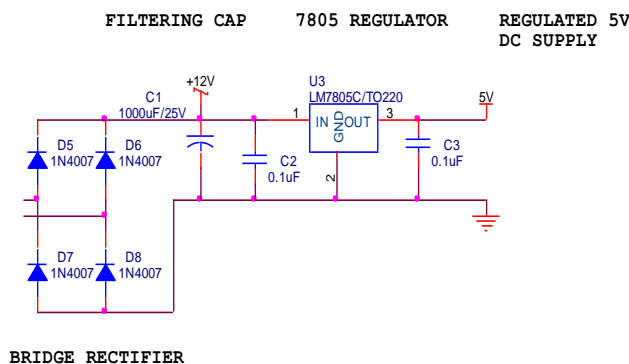 FILTERING CAP
7805 REGULATOR
REGULATED 5V
DC SUPPLY
+12V
C1
1000uF/25V
U3
LM7805C/TO220
5V
1
IN
OUT
3
GND
2
D5
1N4007
D6
1N4007
C2
0.1uF
C3
0.1uF
D7
1N4007
D8
1N4007
BRIDGE RECTIFIER